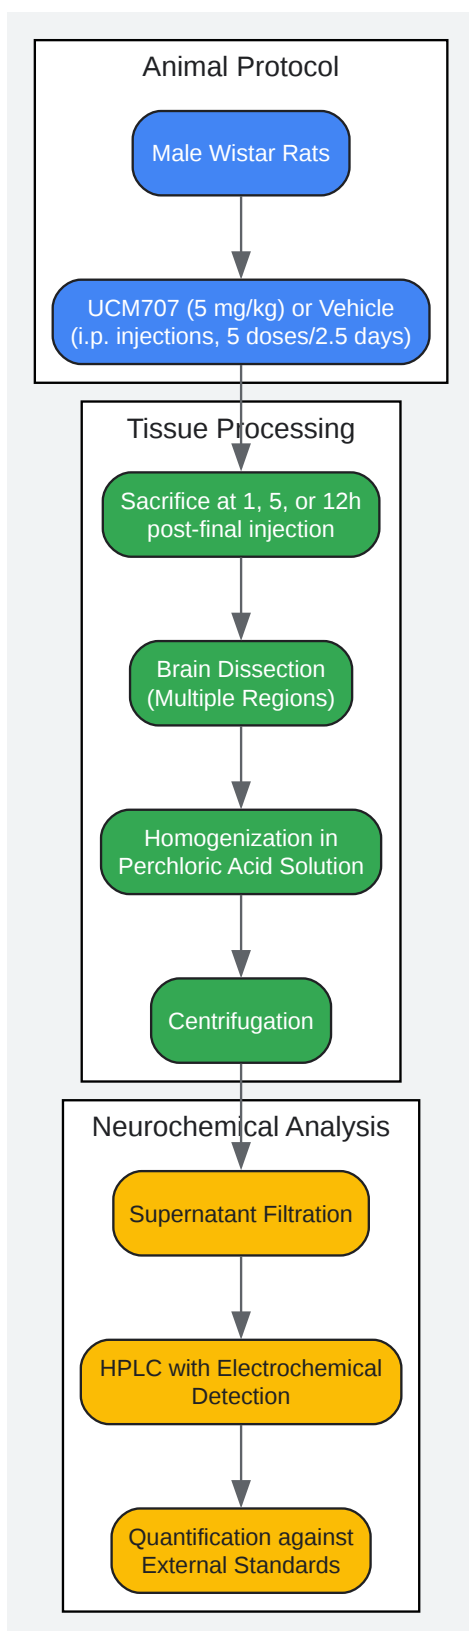 Animal Protocol
Male Wistar Rats
UCM707 (5 mg/kg) or Vehicle
(i.p. injections, 5 doses/2.5 days)
Tissue Processing
Sacrifice at 1, 5, or 12h
post-final injection
Brain Dissection
(Multiple Regions)
Homogenization in
Perchloric Acid Solution
Centrifugation
Neurochemical Analysis
Supernatant Filtration
HPLC with Electrochemical
Detection
Quantification against
External Standards